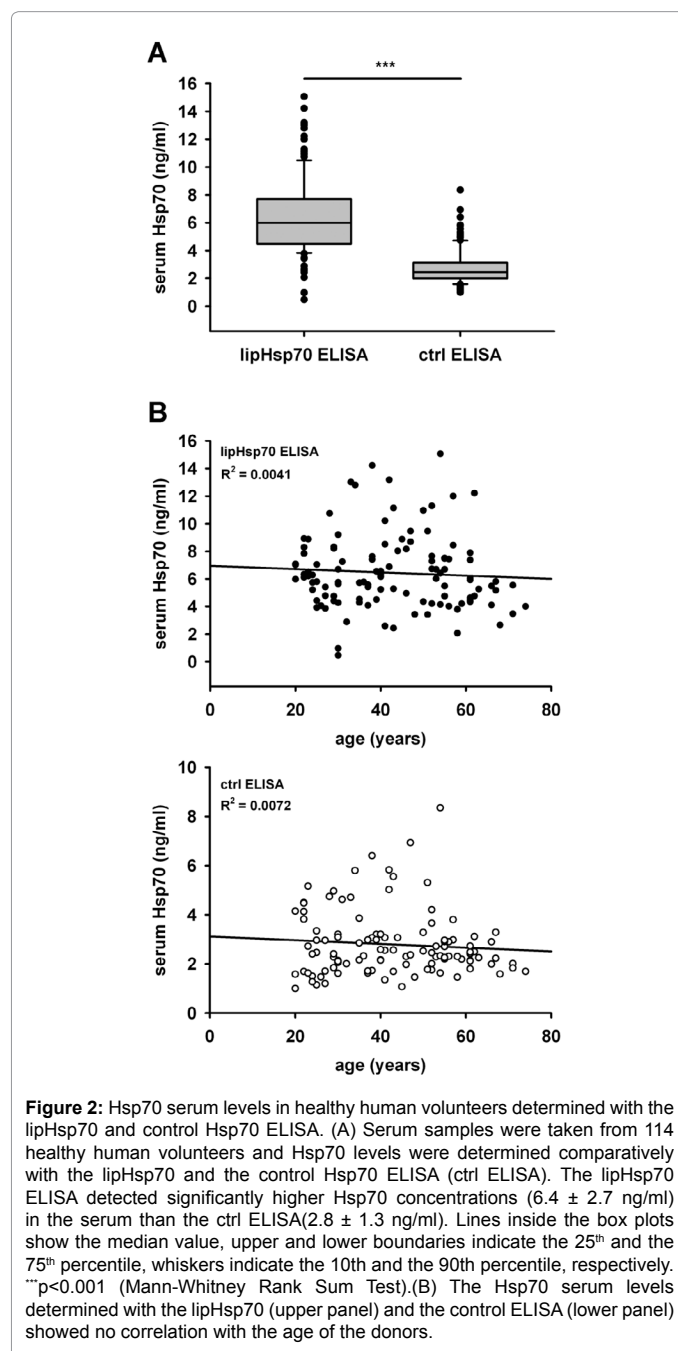 A
***
16
14
12
10
8
6
4
2
0
serum Hsp70 (ng/ml)
lipHsp70 ELISA ctrl ELISA
B
lipHsp70 ELISA
R² = 0.0041
16
14
12
10
8
6
4
2
0
serum Hsp70 (ng/ml)
0 20 40 60 80
age (years)
ctrl ELISA
R² = 0.0072
10
8
6
4
2
0
serum Hsp70 (ng/ml)
0 20 40 60 80
age (years)
Figure 2: Hsp70 serum levels in healthy human volunteers determined with the
lipHsp70 and control Hsp70 ELISA. (A) Serum samples were taken from 114
healthy human volunteers and Hsp70 levels were determined comparatively
with the lipHsp70 and the control Hsp70 ELISA (ctrl ELISA). The lipHsp70
ELISA detected significantly higher Hsp70 concentrations (6.4 ± 2.7 ng/ml)
in the serum than the ctrl ELISA(2.8 ± 1.3 ng/ml). Lines inside the box plots
show the median value, upper and lower boundaries indicate the 25th and the
75th percentile, whiskers indicate the 10th and the 90th percentile, respectively.
***p<0.001 (Mann-Whitney Rank Sum Test).(B) The Hsp70 serum levels
determined with the lipHsp70 (upper panel) and the control ELISA (lower panel)
showed no correlation with the age of the donors.